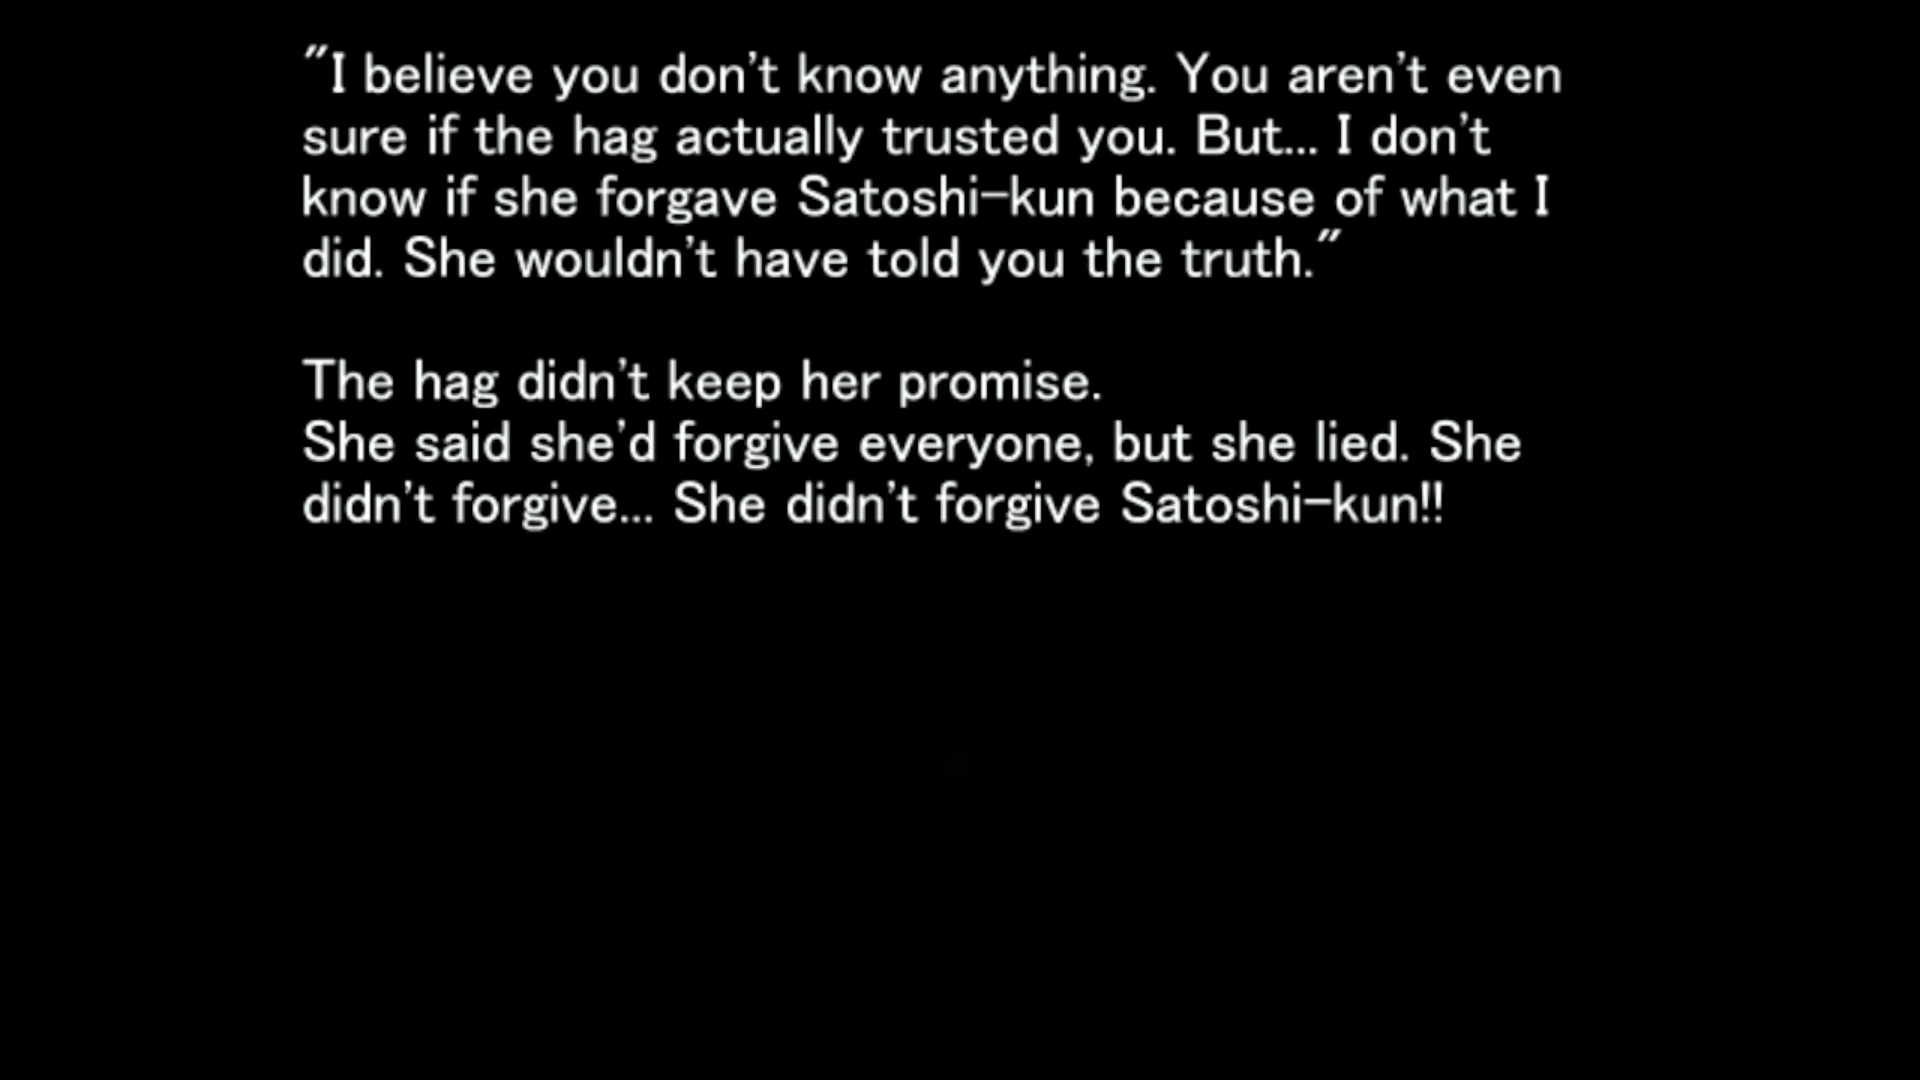 "I believe you don't know anything. You aren't even
sure if the hag actually trusted you. But... I don't
know if she forgave Satoshi-kun because of what I
did. She wouldn't have told you the truth."
The hag didn't keep her promise.
She said she'd forgive everyone, but she lied. She
didn't forgive... She didn't forgive Satoshi-kun!!